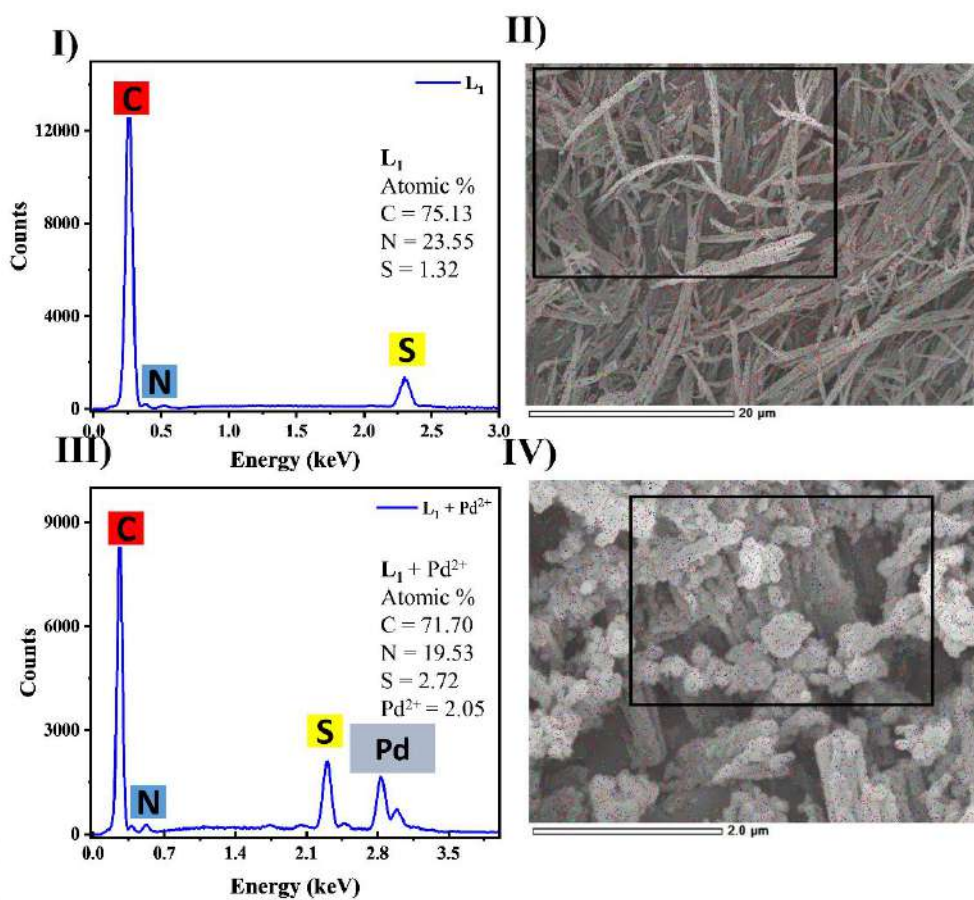 I)
C
L₁
12000
L₁
Atomic %
C = 75.13
N = 23.55
S = 1.32
8000
4000
0
N
S
Counts
0.0 0.5 1.0 1.5 2.0 2.5 3.0
Energy (keV)
II)
20 µm
III)
9000
C
L₁ + Pd²⁺
L₁ + Pd²⁺
Atomic %
C = 71.70
N = 19.53
S = 2.72
Pd²⁺ = 2.05
6000
3000
0
N
S
Pd
Counts
0.0 0.7 1.4 2.1 2.8 3.5
Energy (keV)
IV)
2.0 µm